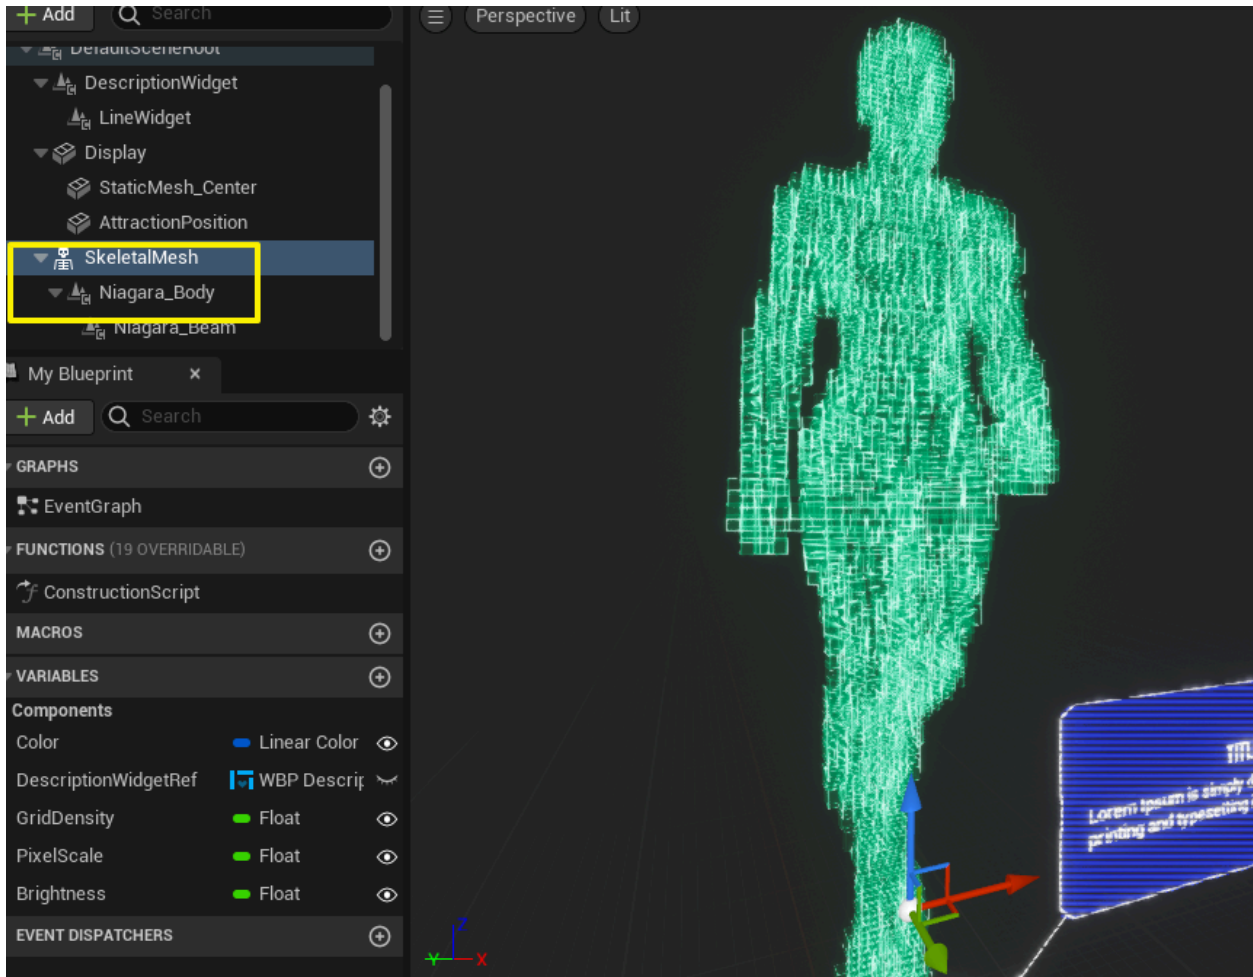 + Add
Search
DefaultSceneRoot
DescriptionWidget
LineWidget
Display
StaticMesh_Center
AttractionPosition
SkeletalMesh
Niagara_Body
Niagara_Beam
My Blueprint ×
+ Add
Search
GRAPHS
EventGraph
FUNCTIONS (19 OVERRIDABLE)
ConstructionScript
MACROS
VARIABLES
Components
Color Linear Color
DescriptionWidgetRef WBP Descrip
GridDensity Float
PixelScale Float
Brightness Float
EVENT DISPATCHERS
Perspective Lit
Lorem Ipsum is simply
printing and typesetting
Z
Y X